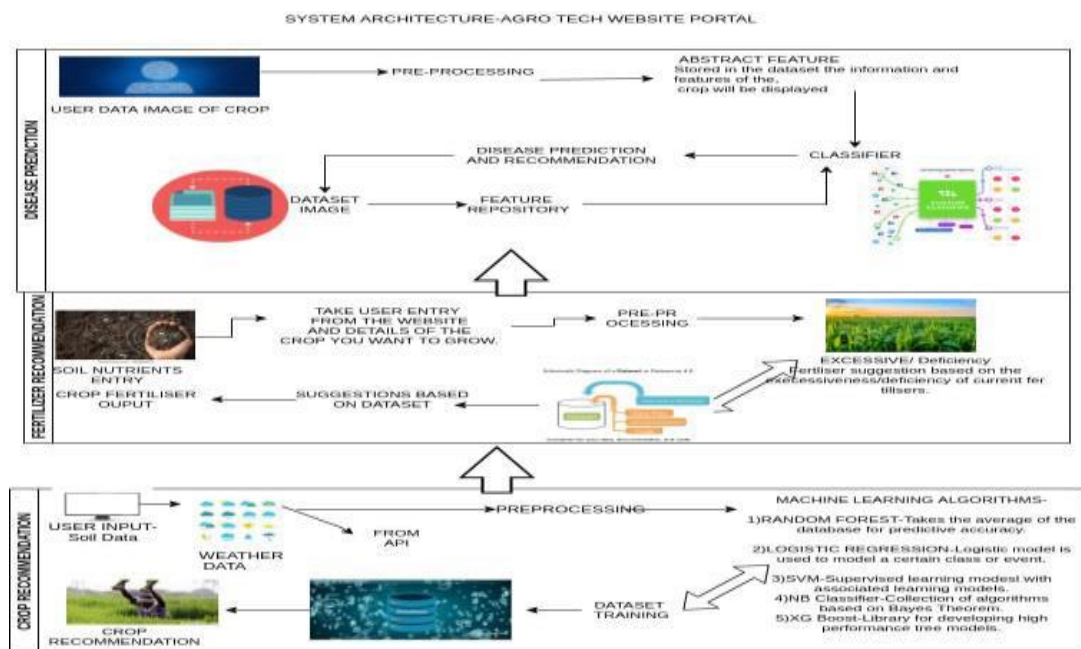 SYSTEM ARCHITECTURE-AGRO TECH WEBSITE PORTAL
DISEASE PREDICTION
USER DATA IMAGE OF CROP
PRE-PROCESSING
ABSTRACT FEATURE
Stored in the dataset the information and
features of the,
crop will be displayed
DISEASE PREDICTION
AND RECOMMENDATION
CLASSIFIER
DATASET
IMAGE
FEATURE
REPOSITORY
FERTILIZER RECOMMENDATION
SOIL NUTRIENTS
ENTRY
TAKE USER ENTRY
FROM THE WEBSITE
AND DETAILS OF THE
CROP YOU WANT TO GROW.
PRE-PR
OCESSING
EXCESSIVE/ Deficiency
Fertliser suggestion based on the
execessiveness/deficiency of current fer
tilisers.
CROP FERTILISER
OUPUT
SUGGESTIONS BASED
ON DATASET
CROP RECOMMENDATION
USER INPUT-
Soil Data
WEATHER
DATA
FROM
API
PREPROCESSING
MACHINE LEARNING ALGORITHMS-
1)RANDOM FOREST-Takes the average of the
database for predictive accuracy.
2)LOGISTIC REGRESSION-Logistic model is
used to model a certain class or event.
3)SVM-Supervised learning modesl with
associated learning models.
4)NB Classifier-Collection of algorithms
based on Bayes Theorem.
5)XG Boost-Library for developing high
performance tree models.
DATASET
TRAINING
CROP
RECOMMENDATION